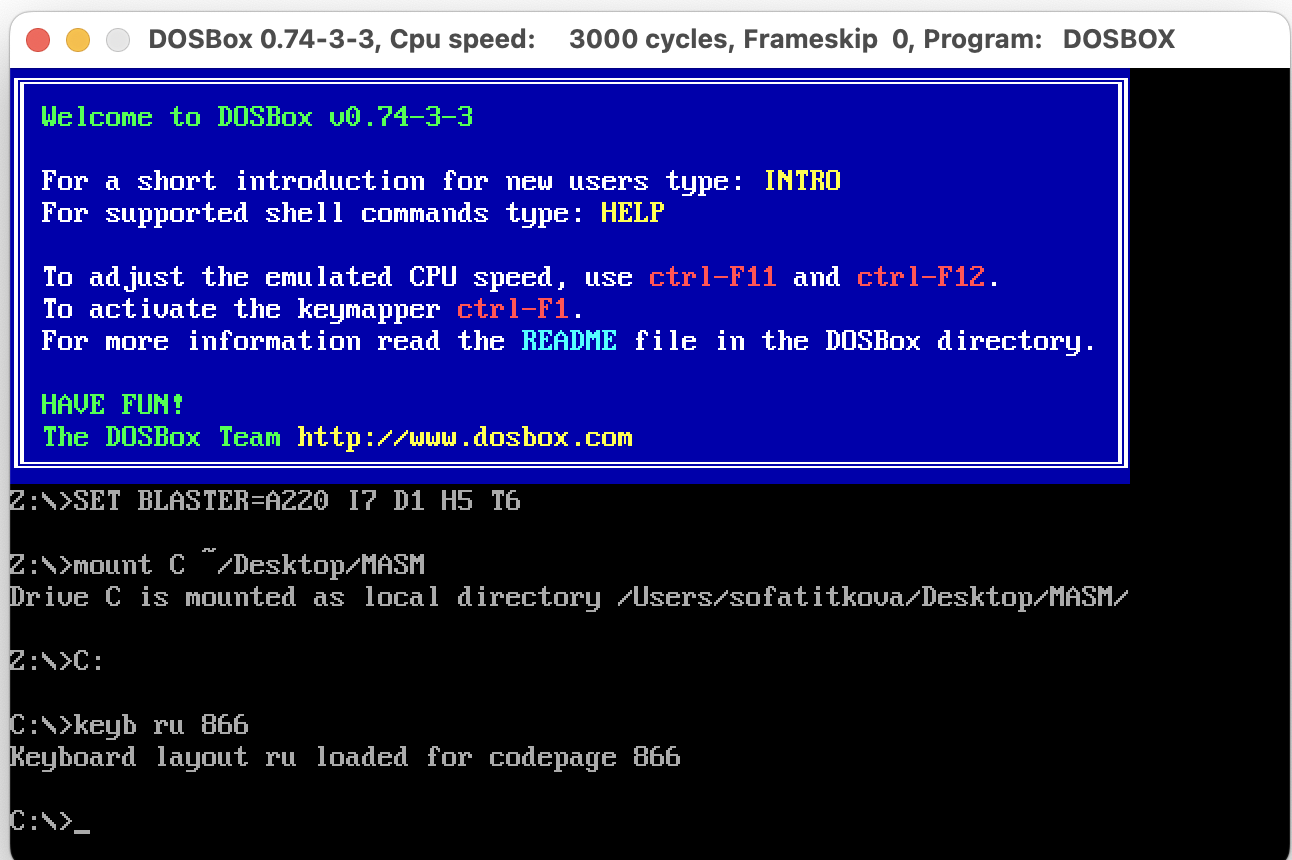 DOSBox 0.74-3-3, Cpu speed: 3000 cycles, Frameskip 0, Program: DOSBOX
Welcome to DOSBox v0.74-3-3
For a short introduction for new users type: INTRO
For supported shell commands type: HELP
To adjust the emulated CPU speed, use ctrl-F11 and ctrl-F12.
To activate the keymapper ctrl-F1.
For more information read the README file in the DOSBox directory.
HAVE FUN!
The DOSBox Team http://www.dosbox.com
Z:\>SET BLASTER=A220 I7 D1 H5 T6
Z:\>mount C ~/Desktop/MASM
Drive C is mounted as local directory /Users/sofatitkova/Desktop/MASM/
Z:\>C:
C:\>keyb ru 866
Keyboard layout ru loaded for codepage 866
C:\>_